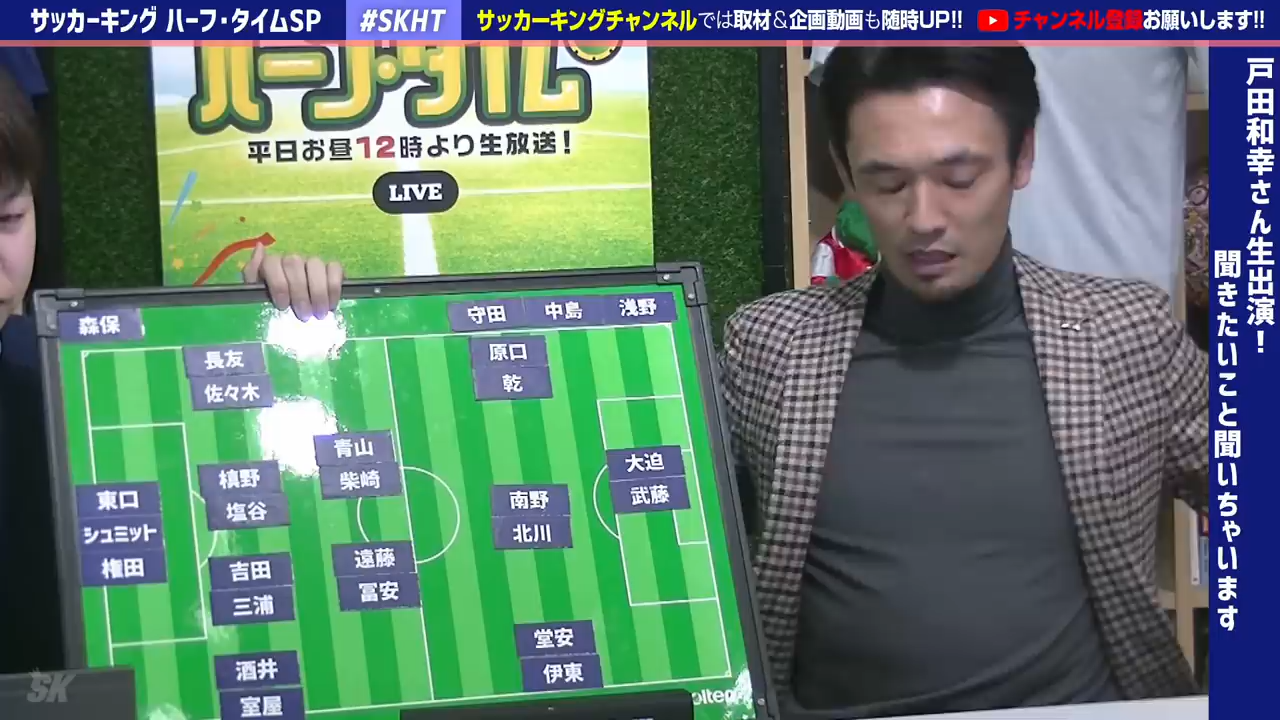 サッカーキング ハーフ・タイムSP
#SKHT
サッカーキングチャンネルでは取材&企画動画も随時UP!!
チャンネル登録お願いします!!
戸田和幸さん生出演!
聞きたいこと聞いちゃいます
ハーフ・タイム
平日お昼12時より生放送!
LIVE
森保
守田
中島
浅野
長友
佐々木
原口
乾
青山
柴崎
大迫
武藤
槙野
塩谷
東口
シュミット
権田
南野
北川
吉田
三浦
遠藤
冨安
堂安
伊東
酒井
室屋
olten
SK